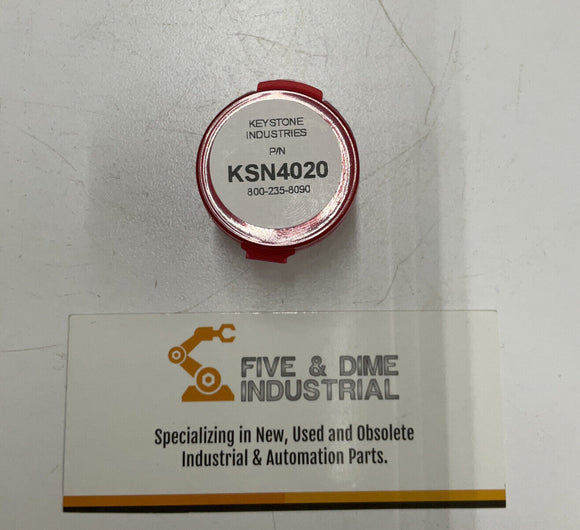 KEYSTONE
INDUSTRIES
P/N
KSN4020
800-235-8090
FIVE & DIME
INDUSTRIAL
Specializing in New, Used and Obsolete
Industrial & Automation Parts.